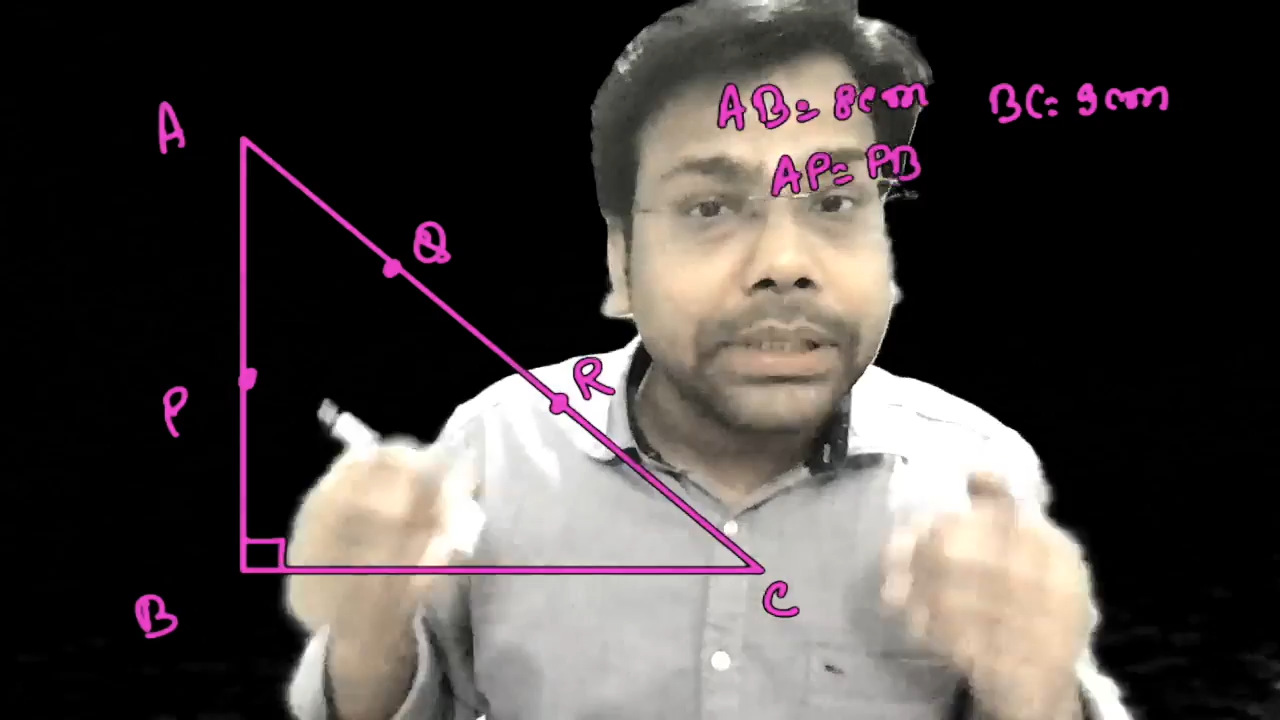 AB = 8cm BC = 9cm
AP = PB
A
Q
R
P
B
C